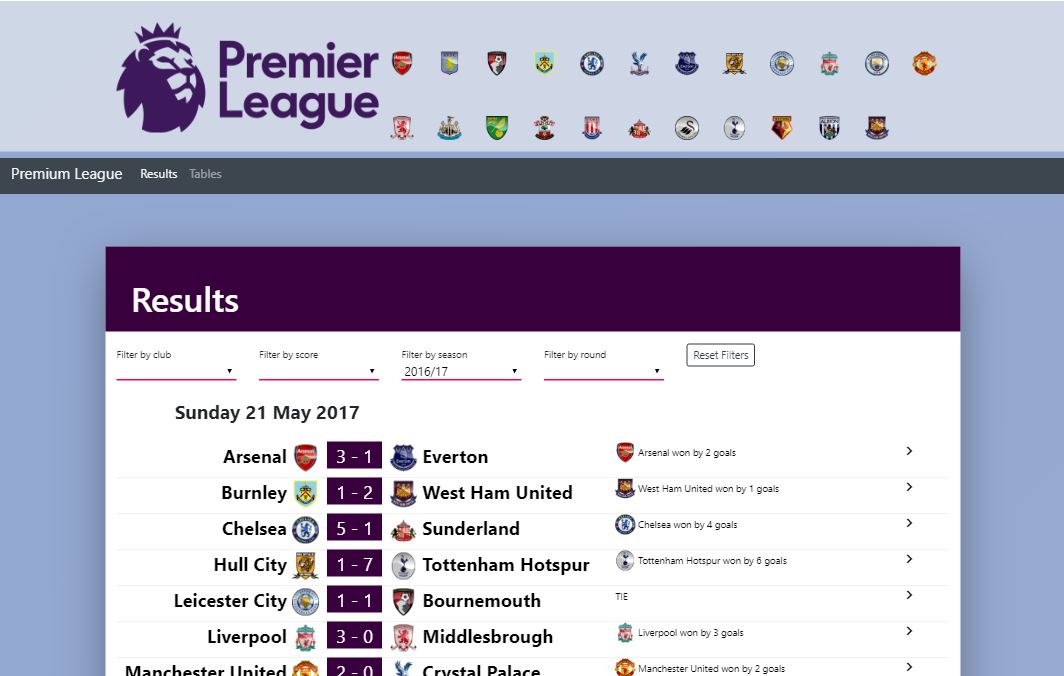 Premier
League
Premium League Results Tables
Results
Filter by club Filter by score Filter by season Filter by round Reset Filters
2016/17
Sunday 21 May 2017
Arsenal 3 - 1 Everton Arsenal won by 2 goals
Burnley 1 - 2 West Ham United West Ham United won by 1 goals
Chelsea 5 - 1 Sunderland Chelsea won by 4 goals
Hull City 1 - 7 Tottenham Hotspur Tottenham Hotspur won by 6 goals
Leicester City 1 - 1 Bournemouth TIE
Liverpool 3 - 0 Middlesbrough Liverpool won by 3 goals
Manchester United 2 - 0 Crystal Palace Manchester United won by 2 goals